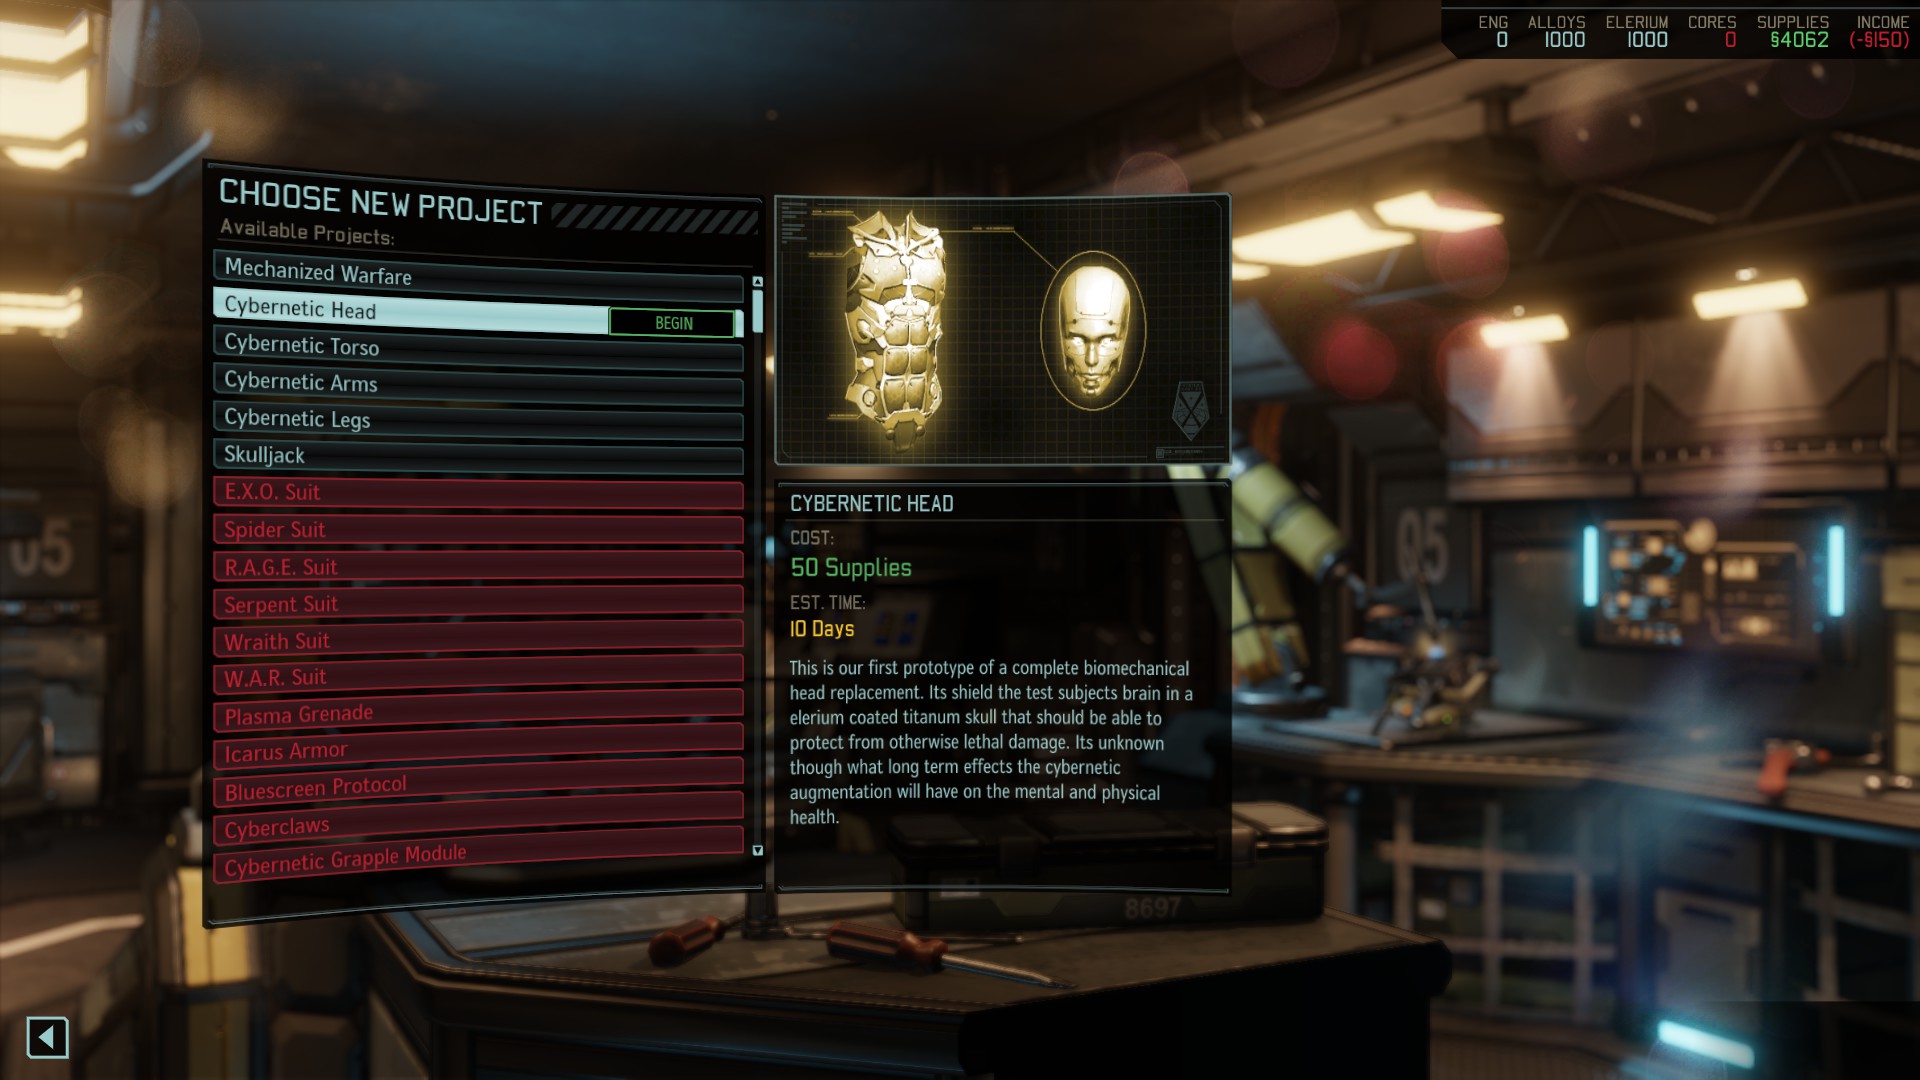 ENG ALLOYS ELERIUM CORES SUPPLIES INCOME
0 1000 1000 0 §4062 (-§150)
CHOOSE NEW PROJECT
Available Projects:
Mechanized Warfare
Cybernetic Head BEGIN
Cybernetic Torso
Cybernetic Arms
Cybernetic Legs
Skulljack
E.X.O. Suit
Spider Suit
R.A.G.E. Suit
Serpent Suit
Wraith Suit
W.A.R. Suit
Plasma Grenade
Icarus Armor
Bluescreen Protocol
Cyberclaws
Cybernetic Grapple Module
CYBERNETIC HEAD
COST:
50 Supplies
EST. TIME:
10 Days
This is our first prototype of a complete biomechanical
head replacement. Its shield the test subjects brain in a
elerium coated titanum skull that should be able to
protect from otherwise lethal damage. Its unknown
though what long term effects the cybernetic
augmentation will have on the mental and physical
health.
05
05
8697